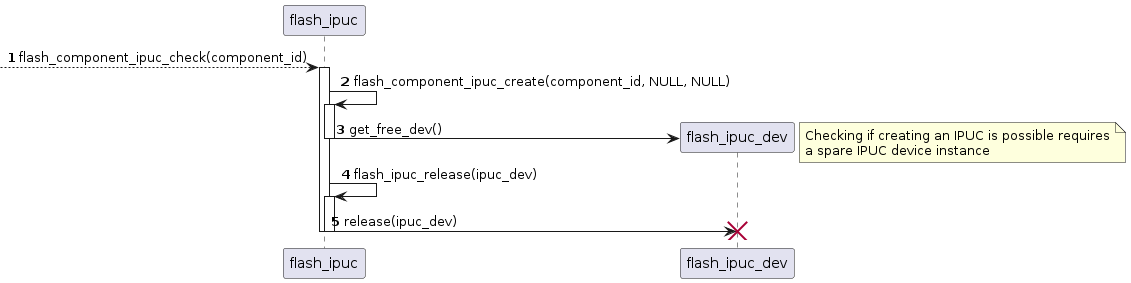 flash_ipuc
1 flash_component_ipuc_check(component_id)
2 flash_component_ipuc_create(component_id, NULL, NULL)
3 get_free_dev()
flash_ipuc_dev
Checking if creating an IPUC is possible requires
a spare IPUC device instance
4 flash_ipuc_release(ipuc_dev)
5 release(ipuc_dev)
flash_ipuc
flash_ipuc_dev